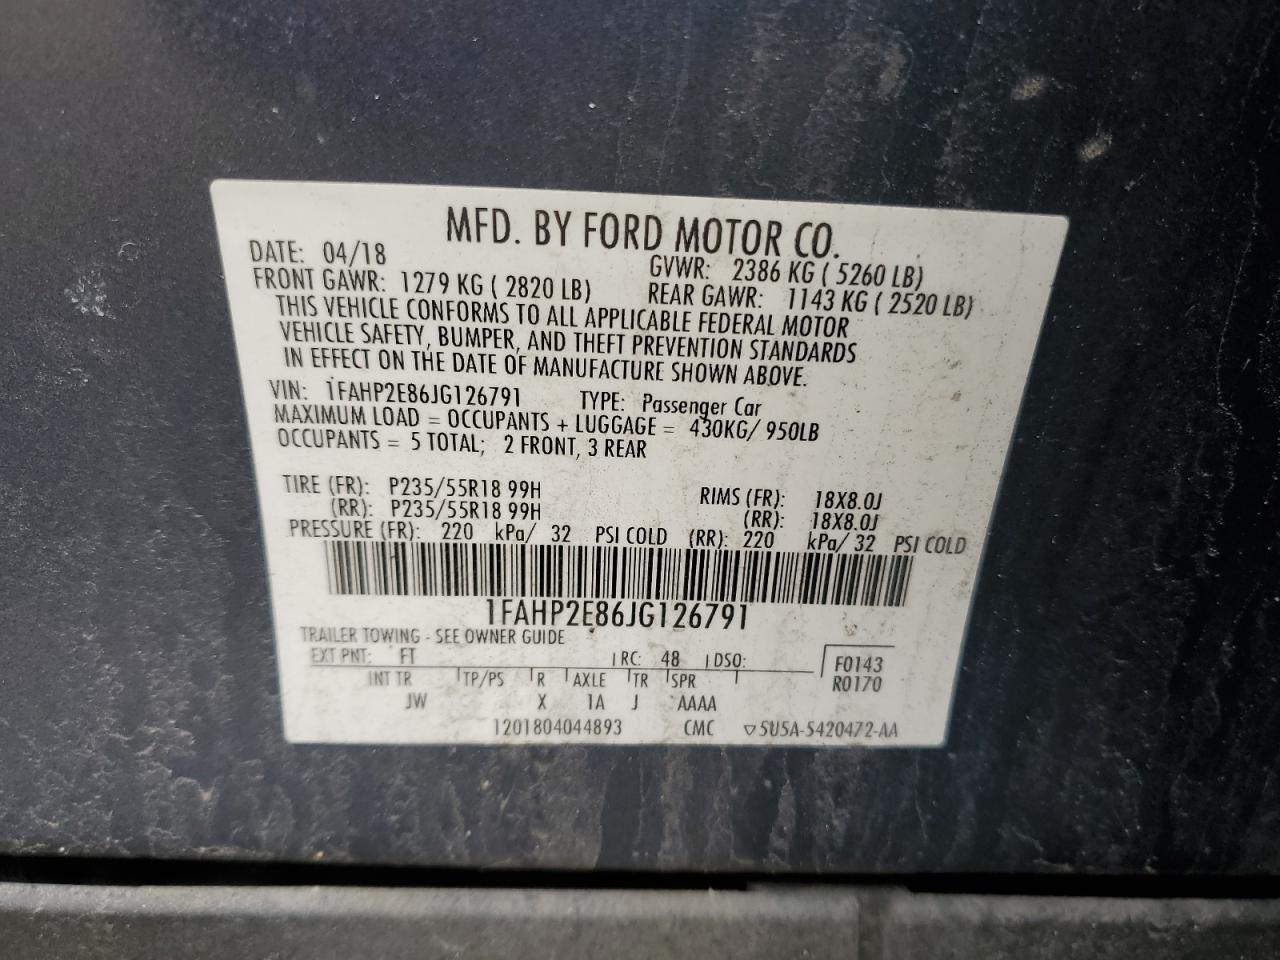 MFD. BY FORD MOTOR CO.
DATE: 04/18 GVWR: 2386 KG ( 5260 LB)
FRONT GAWR: 1279 KG ( 2820 LB) REAR GAWR: 1143 KG ( 2520 LB)
THIS VEHICLE CONFORMS TO ALL APPLICABLE FEDERAL MOTOR
VEHICLE SAFETY, BUMPER, AND THEFT PREVENTION STANDARDS
IN EFFECT ON THE DATE OF MANUFACTURE SHOWN ABOVE.
VIN: 1FAHP2E86JG126791 TYPE: Passenger Car
MAXIMUM LOAD = OCCUPANTS + LUGGAGE = 430KG/ 950LB
OCCUPANTS = 5 TOTAL; 2 FRONT, 3 REAR
TIRE (FR): P235/55R18 99H RIMS (FR): 18X8.0J
(RR): P235/55R18 99H (RR): 18X8.0J
PRESSURE (FR): 220 kPa/ 32 PSI COLD (RR): 220 kPa/ 32 PSI COLD
1FAHP2E86JG126791
TRAILER TOWING - SEE OWNER GUIDE
EXT PNT: FT RC: 48 DSO: F0143
INT TR TP/PS R AXLE TR SPR R0170
JW X 1A J AAAA
1201804044893 CMC ▽5U5A-5420472-AA